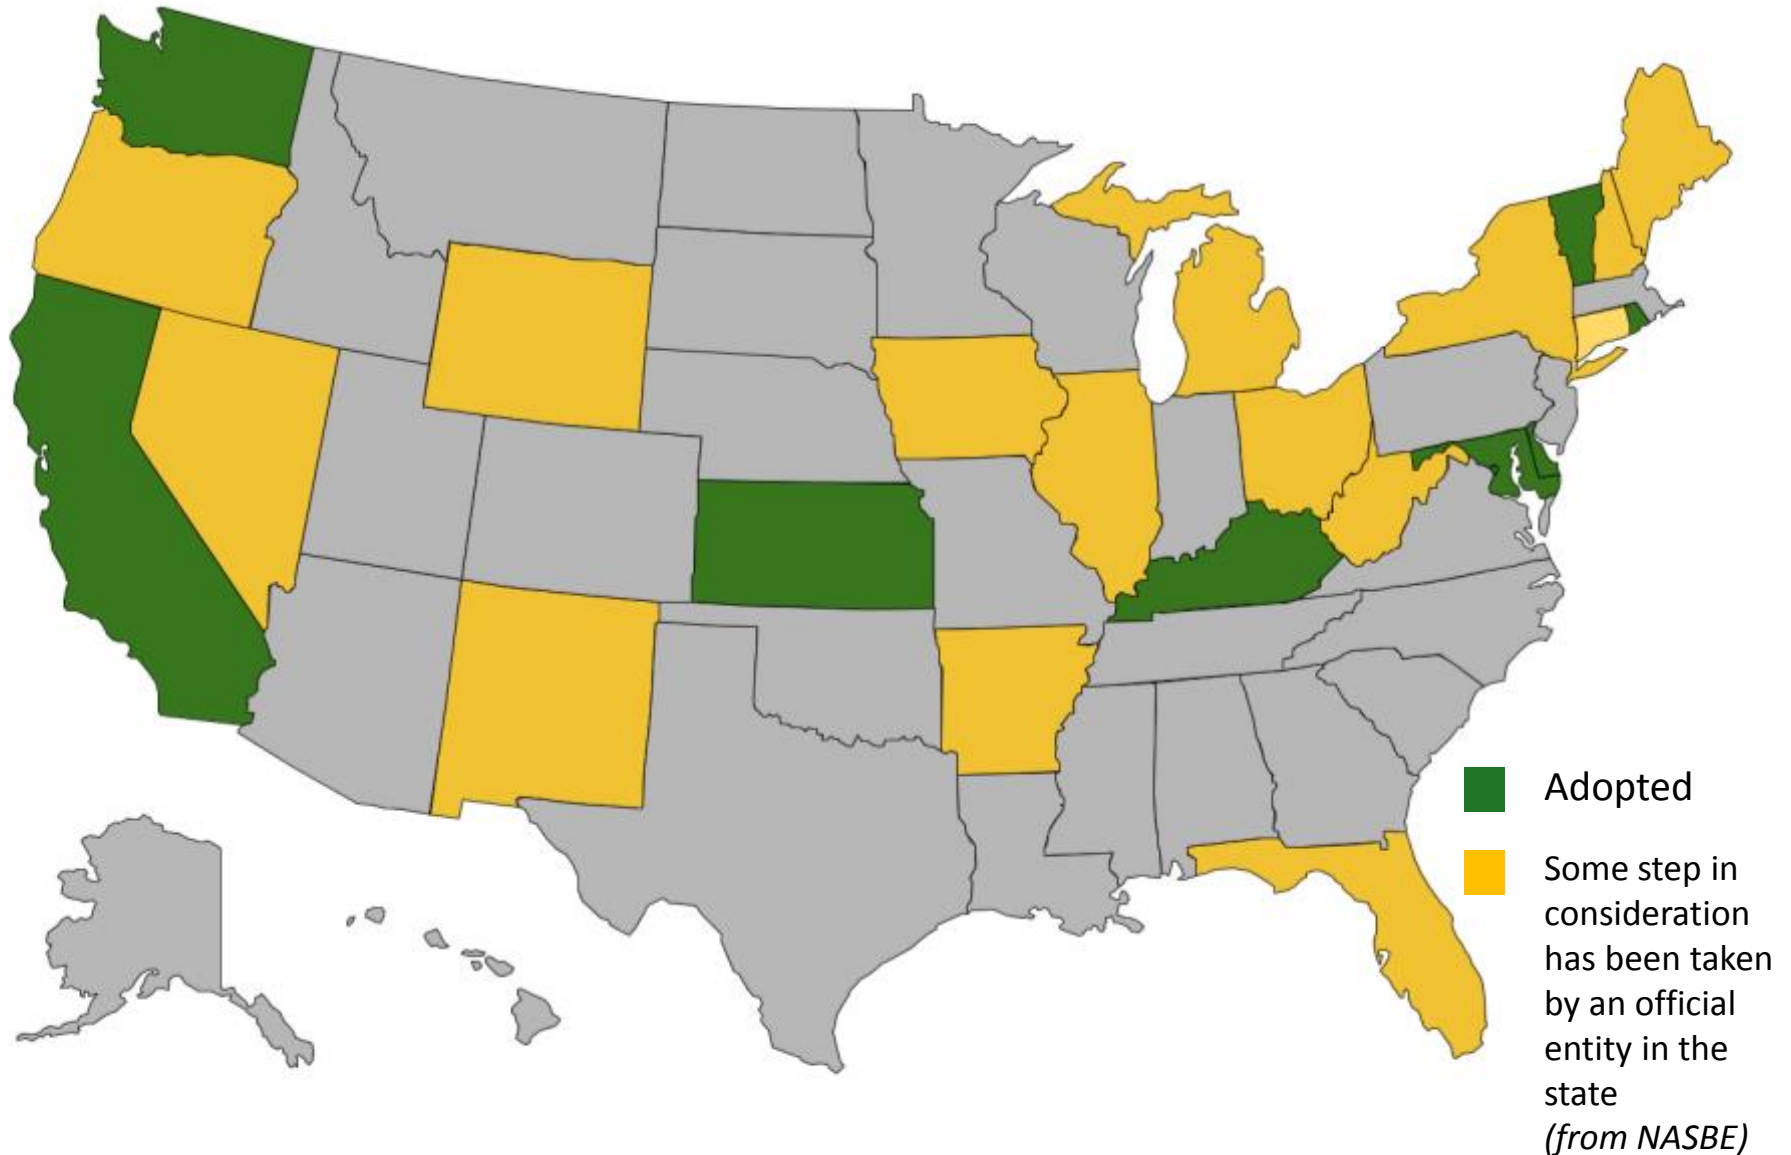 Adopted
Some step in
consideration
has been taken
by an official
entity in the
state
(from NASBE)